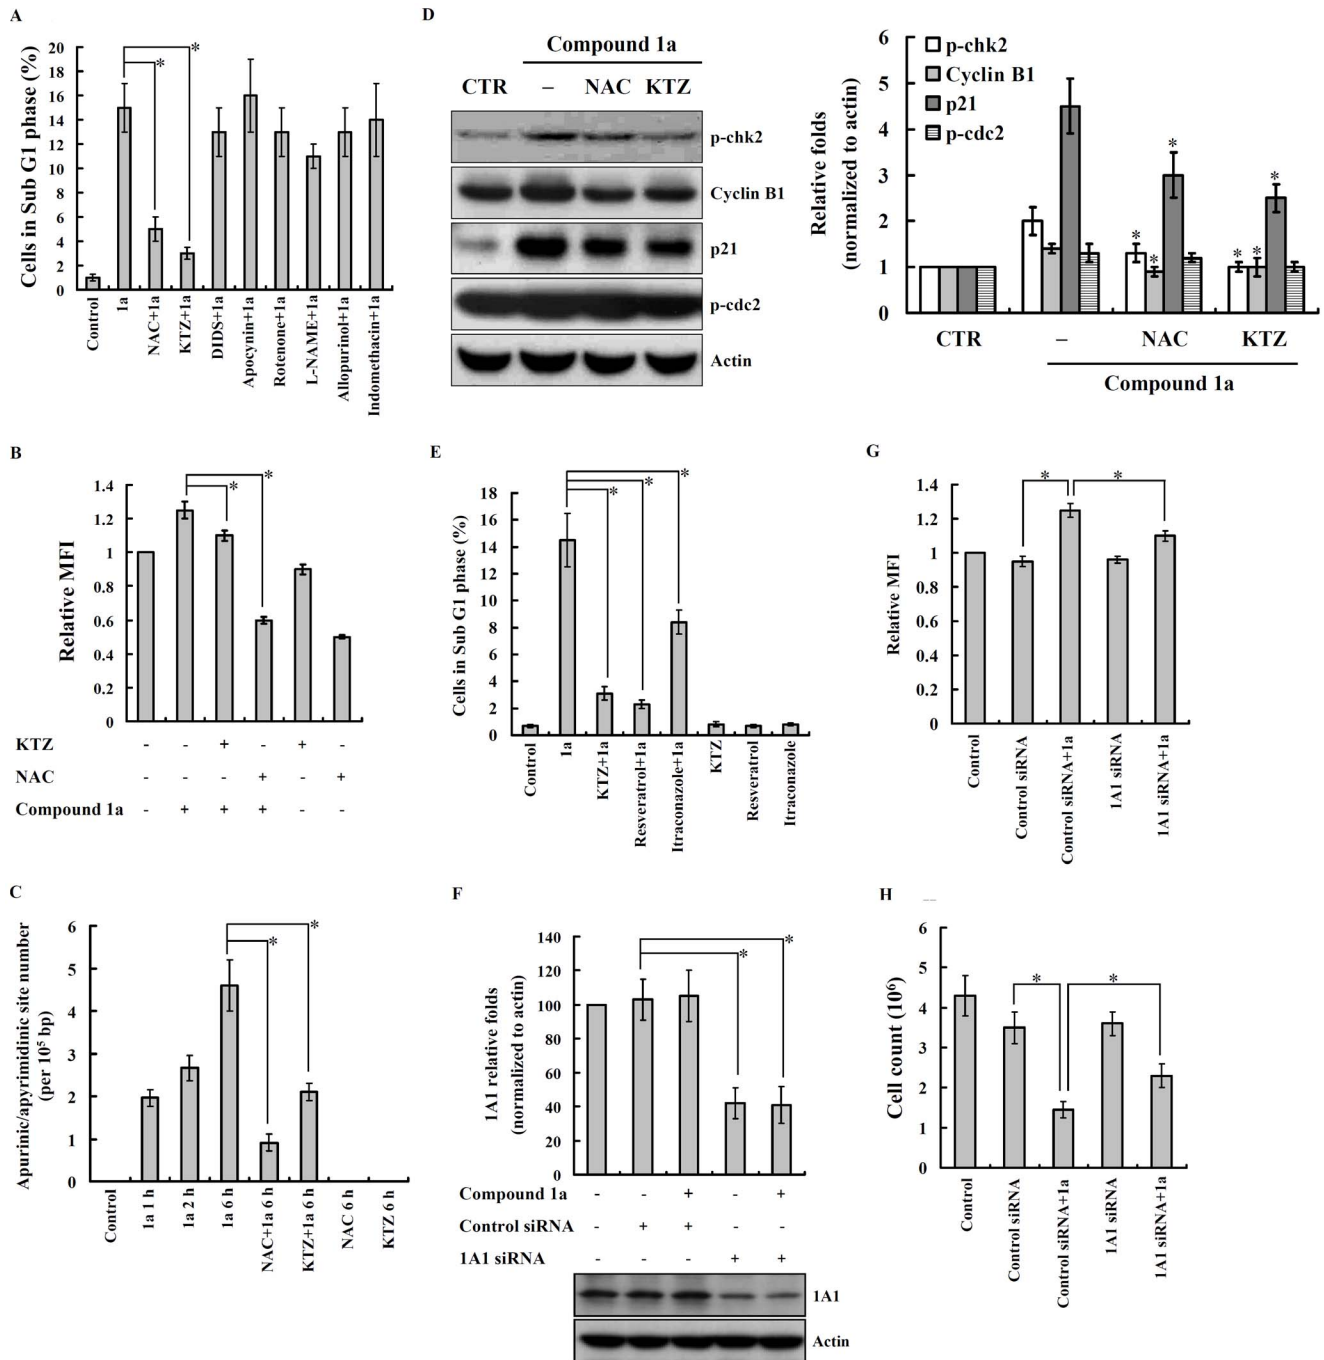 A
Cells in Sub G1 phase (%)
20
18
16
14
12
10
8
6
4
2
0
*
*
Control
1a
NAC+1a
KTZ+1a
DIDS+1a
Apocynin+1a
Rotenone+1a
L-NAME+1a
Allopurinol+1a
Indomethacin+1a
D
Compound 1a
CTR – NAC KTZ
p-chk2
Cyclin B1
p21
p-cdc2
Actin
Relative folds
(normalized to actin)
6
5
4
3
2
1
0
p-chk2
Cyclin B1
p21
p-cdc2
* * *
* * *
CTR – NAC KTZ
Compound 1a
B
Relative MFI
1.4
1.2
1
0.8
0.6
0.4
0.2
0
*
*
KTZ - - + - + -
NAC - - - + - +
Compound 1a - + + + - -
E
Cells in Sub G1 phase (%)
18
16
14
12
10
8
6
4
2
0
*
*
*
Control
1a
KTZ+1a
Resveratrol+1a
Itraconazole+1a
KTZ
Resveratrol
Itraconazole
G
Relative MFI
1.4
1.2
1
0.8
0.6
0.4
0.2
0
* *
Control
Control siRNA
Control siRNA+1a
1A1 siRNA
1A1 siRNA+1a
C
Apurinic/apyrimidinic site number
(per 10⁵ bp)
6
5
4
3
2
1
0
*
*
Control
1a 1 h
1a 2 h
1a 6 h
NAC+1a 6 h
KTZ+1a 6 h
NAC 6 h
KTZ 6 h
F
1A1 relative folds
(normalized to actin)
140
120
100
80
60
40
20
0
*
*
Compound 1a - - + - +
Control siRNA - + + - -
1A1 siRNA - - - + +
1A1
Actin
H
Cell count (10⁶)
6
5
4
3
2
1
0
* *
Control
Control siRNA
Control siRNA+1a
1A1 siRNA
1A1 siRNA+1a